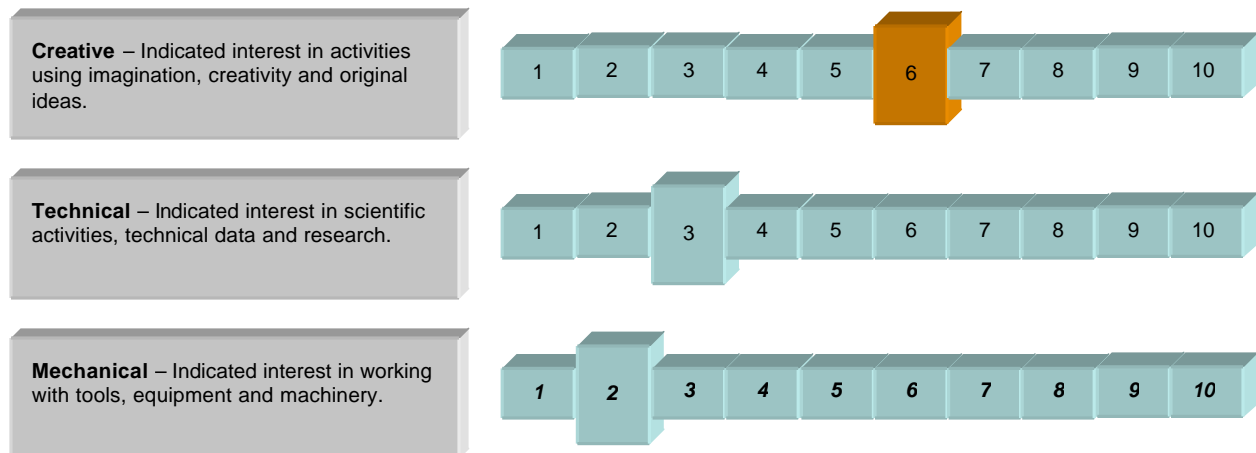 Creative – Indicated interest in activities
using imagination, creativity and original
ideas.
1 2 3 4 5 6 7 8 9 10
Technical – Indicated interest in scientific
activities, technical data and research.
1 2 3 4 5 6 7 8 9 10
Mechanical – Indicated interest in working
with tools, equipment and machinery.
1 2 3 4 5 6 7 8 9 10